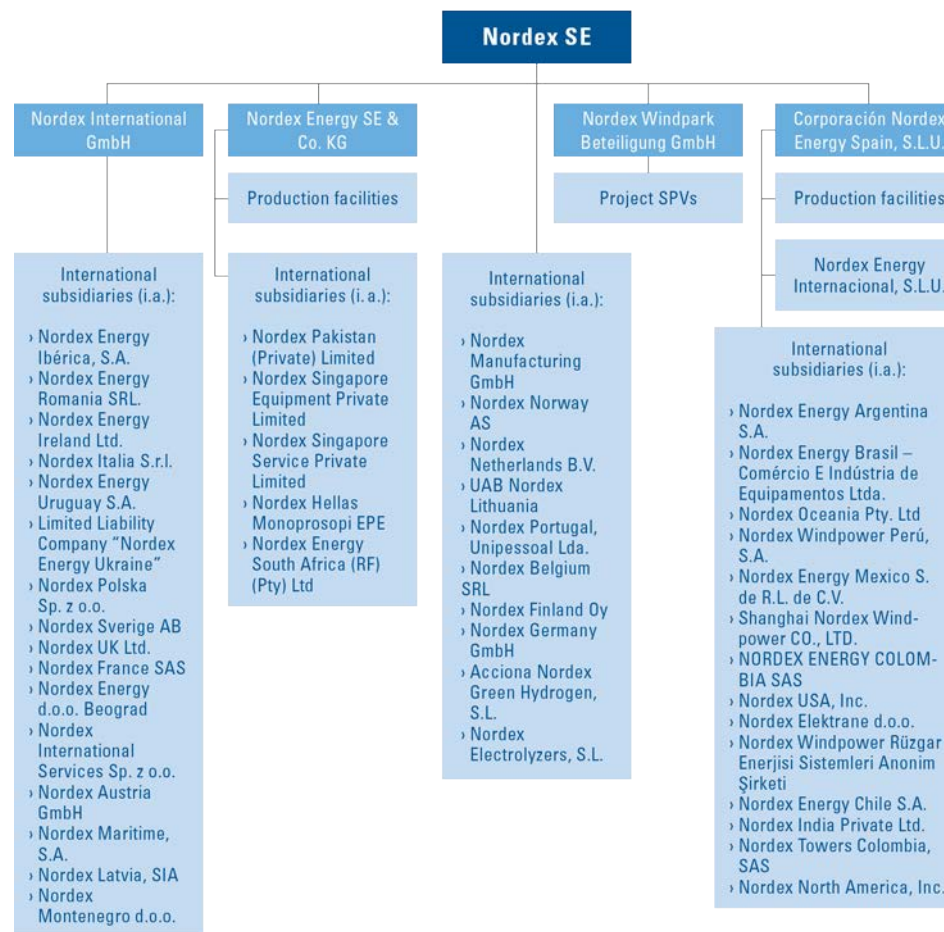 Nordex SE
Nordex International
GmbH
Nordex Energy SE &
Co. KG
Nordex Windpark
Beteiligung GmbH
Corporación Nordex
Energy Spain, S.L.U.
Production facilities
Project SPVs
Production facilities
Nordex Energy
Internacional, S.L.U.
International
subsidiaries (i.a.):
› Nordex Energy
Ibérica, S.A.
› Nordex Energy
Romania SRL.
› Nordex Energy
Ireland Ltd.
› Nordex Italia S.r.l.
› Nordex Energy
Uruguay S.A.
› Limited Liability
Company “Nordex
Energy Ukraine”
› Nordex Polska
Sp. z o.o.
› Nordex Sverige AB
› Nordex UK Ltd.
› Nordex France SAS
› Nordex Energy
d.o.o. Beograd
› Nordex
International
Services Sp. z o.o.
› Nordex Austria
GmbH
› Nordex Maritime,
S.A.
› Nordex Latvia, SIA
› Nordex
Montenegro d.o.o.
International
subsidiaries (i. a.):
› Nordex Pakistan
(Private) Limited
› Nordex Singapore
Equipment Private
Limited
› Nordex Singapore
Service Private
Limited
› Nordex Hellas
Monoprosopi EPE
› Nordex Energy
South Africa (RF)
(Pty) Ltd
International
subsidiaries (i.a.):
› Nordex
Manufacturing
GmbH
› Nordex Norway
AS
› Nordex
Netherlands B.V.
› UAB Nordex
Lithuania
› Nordex Portugal,
Unipessoal Lda.
› Nordex Belgium
SRL
› Nordex Finland Oy
› Nordex Germany
GmbH
› Acciona Nordex
Green Hydrogen,
S.L.
› Nordex
Electrolyzers, S.L.
International
subsidiaries (i.a.):
› Nordex Energy Argentina
S.A.
› Nordex Energy Brasil –
Comércio E Indústria de
Equipamentos Ltda.
› Nordex Oceania Pty. Ltd
› Nordex Windpower Perú,
S.A.
› Nordex Energy Mexico S.
de R.L. de C.V.
› Shanghai Nordex Wind-
power CO., LTD.
› NORDEX ENERGY COLOM-
BIA SAS
› Nordex USA, Inc.
› Nordex Elektrane d.o.o.
› Nordex Windpower Rüzgar
Enerjisi Sistemleri Anonim
Şirketi
› Nordex Energy Chile S.A.
› Nordex India Private Ltd.
› Nordex Towers Colombia,
SAS
› Nordex North America, Inc.